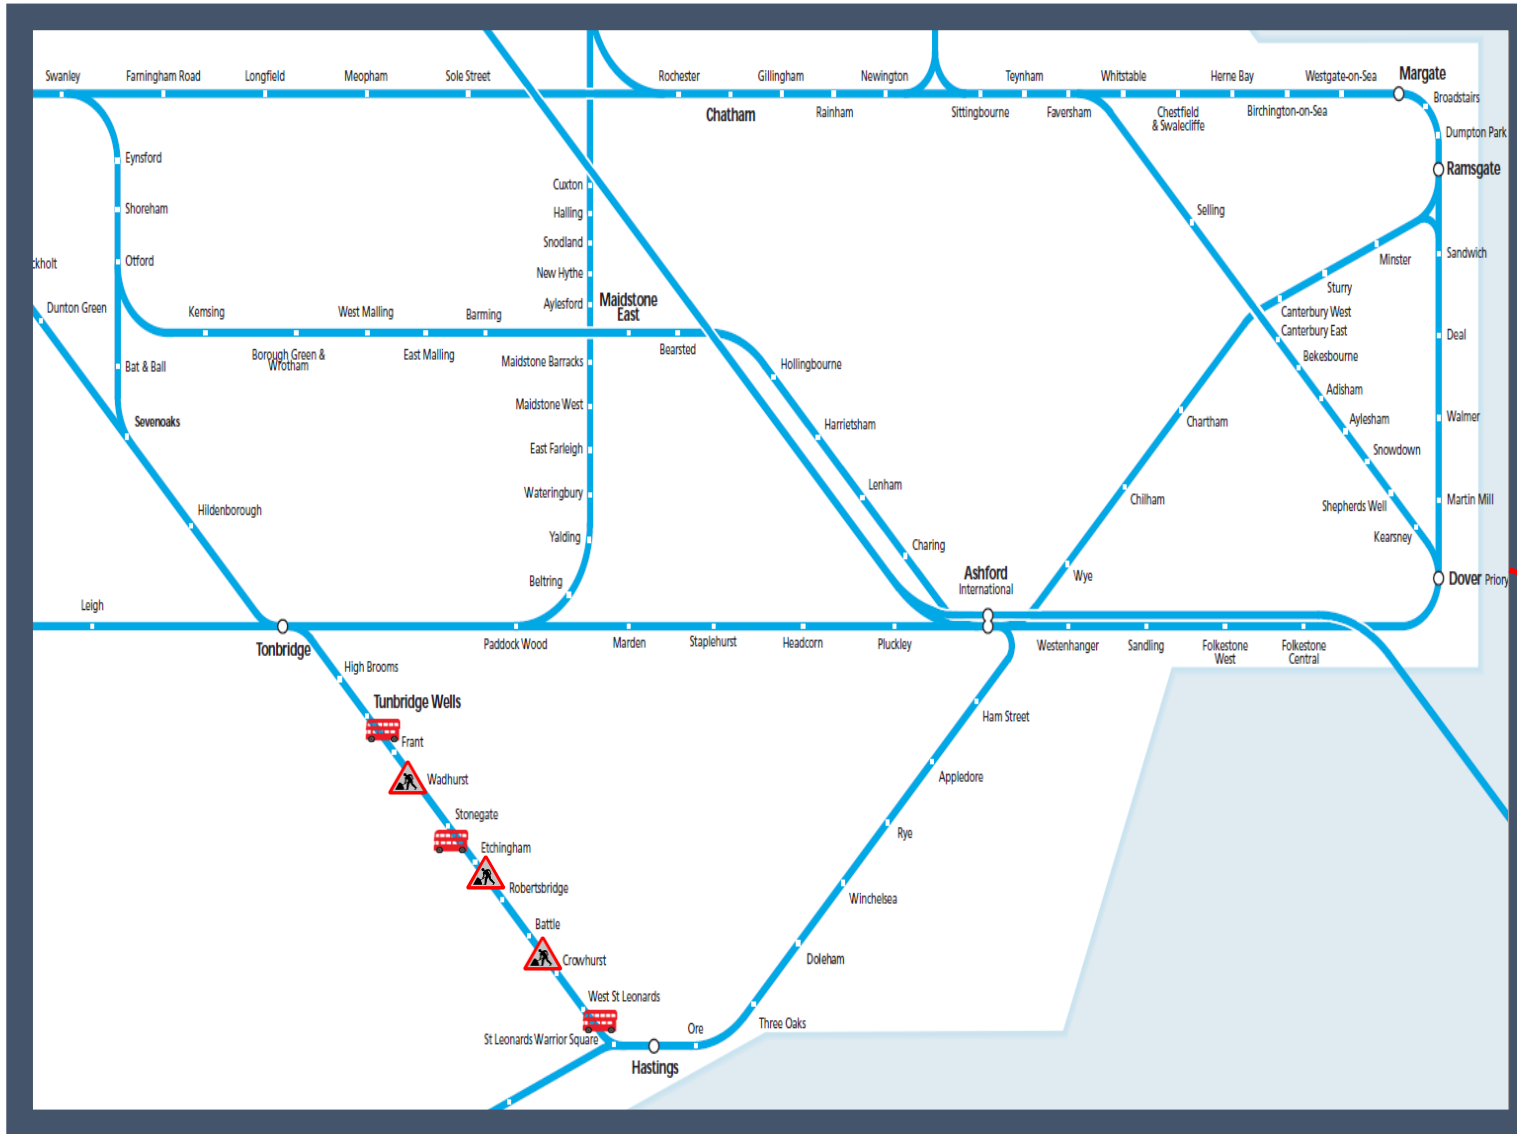 Swanley
Farningham Road
Longfield
Meopham
Sole Street
Rochester
Chatham
Gillingham
Rainham
Newington
Sittingbourne
Teynham
Faversham
Whitstable
Chestfield
& Swalecliffe
Herne Bay
Birchington-on-Sea
Westgate-on-Sea
Margate
Broadstairs
Dumpton Park
Ramsgate
Eynsford
Shoreham
Otford
ckholt
Dunton Green
Bat & Ball
Sevenoaks
Hildenborough
Kemsing
Borough Green &
Wrotham
West Malling
East Malling
Barming
Maidstone
East
Bearsted
Hollingbourne
Harrietsham
Lenham
Charing
Cuxton
Halling
Snodland
New Hythe
Aylesford
Maidstone Barracks
Maidstone West
East Farleigh
Wateringbury
Yalding
Beltring
Selling
Minster
Sturry
Canterbury West
Canterbury East
Bekesbourne
Adisham
Aylesham
Snowdown
Shepherds Well
Kearsney
Chartham
Chilham
Wye
Sandwich
Deal
Walmer
Martin Mill
Dover Priory
Leigh
Tonbridge
Paddock Wood
Marden
Staplehurst
Headcorn
Pluckley
Ashford
International
Westenhanger
Sandling
Folkestone
West
Folkestone
Central
High Brooms
Tunbridge Wells
Frant
Wadhurst
Stonegate
Etchingham
Robertsbridge
Battle
Crowhurst
West St Leonards
St Leonards Warrior Square
Hastings
Ore
Three Oaks
Doleham
Winchelsea
Rye
Appledore
Ham Street